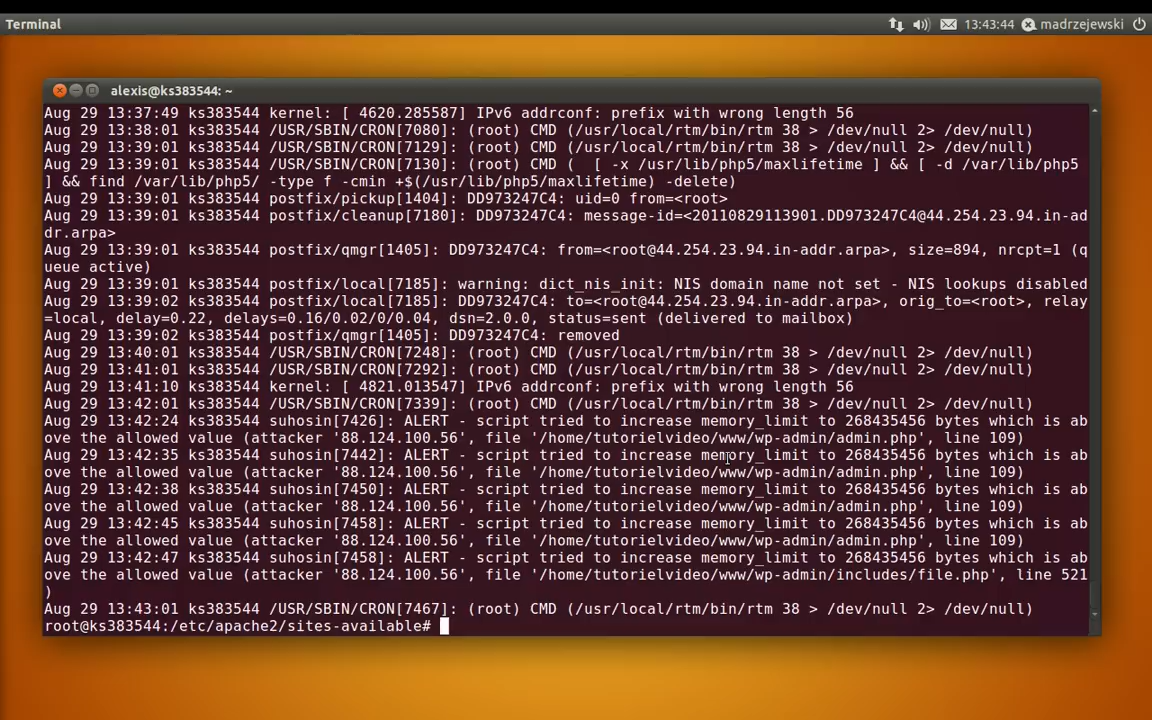 Terminal
13:43:44 madrzejewski
alexis@ks383544: ~
Aug 29 13:37:49 ks383544 kernel: [ 4620.285587] IPv6 addrconf: prefix with wrong length 56
Aug 29 13:38:01 ks383544 /USR/SBIN/CRON[7080]: (root) CMD (/usr/local/rtm/bin/rtm 38 > /dev/null 2> /dev/null)
Aug 29 13:39:01 ks383544 /USR/SBIN/CRON[7129]: (root) CMD (/usr/local/rtm/bin/rtm 38 > /dev/null 2> /dev/null)
Aug 29 13:39:01 ks383544 /USR/SBIN/CRON[7130]: (root) CMD (  [ -x /usr/lib/php5/maxlifetime ] && [ -d /var/lib/php5
] && find /var/lib/php5/ -type f -cmin +$(/usr/lib/php5/maxlifetime) -delete)
Aug 29 13:39:01 ks383544 postfix/pickup[1404]: DD973247C4: uid=0 from=<root>
Aug 29 13:39:01 ks383544 postfix/cleanup[7180]: DD973247C4: message-id=<20110829113901.DD973247C4@44.254.23.94.in-ad
dr.arpa>
Aug 29 13:39:01 ks383544 postfix/qmgr[1405]: DD973247C4: from=<root@44.254.23.94.in-addr.arpa>, size=894, nrcpt=1 (q
ueue active)
Aug 29 13:39:01 ks383544 postfix/local[7185]: warning: dict_nis_init: NIS domain name not set - NIS lookups disabled
Aug 29 13:39:02 ks383544 postfix/local[7185]: DD973247C4: to=<root@44.254.23.94.in-addr.arpa>, orig_to=<root>, relay
=local, delay=0.22, delays=0.16/0.02/0/0.04, dsn=2.0.0, status=sent (delivered to mailbox)
Aug 29 13:39:02 ks383544 postfix/qmgr[1405]: DD973247C4: removed
Aug 29 13:40:01 ks383544 /USR/SBIN/CRON[7248]: (root) CMD (/usr/local/rtm/bin/rtm 38 > /dev/null 2> /dev/null)
Aug 29 13:41:01 ks383544 /USR/SBIN/CRON[7292]: (root) CMD (/usr/local/rtm/bin/rtm 38 > /dev/null 2> /dev/null)
Aug 29 13:41:10 ks383544 kernel: [ 4821.013547] IPv6 addrconf: prefix with wrong length 56
Aug 29 13:42:01 ks383544 /USR/SBIN/CRON[7339]: (root) CMD (/usr/local/rtm/bin/rtm 38 > /dev/null 2> /dev/null)
Aug 29 13:42:24 ks383544 suhosin[7426]: ALERT - script tried to increase memory_limit to 268435456 bytes which is ab
ove the allowed value (attacker '88.124.100.56', file '/home/tutorielvideo/www/wp-admin/admin.php', line 109)
Aug 29 13:42:35 ks383544 suhosin[7442]: ALERT - script tried to increase memory_limit to 268435456 bytes which is ab
ove the allowed value (attacker '88.124.100.56', file '/home/tutorielvideo/www/wp-admin/admin.php', line 109)
Aug 29 13:42:38 ks383544 suhosin[7450]: ALERT - script tried to increase memory_limit to 268435456 bytes which is ab
ove the allowed value (attacker '88.124.100.56', file '/home/tutorielvideo/www/wp-admin/admin.php', line 109)
Aug 29 13:42:45 ks383544 suhosin[7458]: ALERT - script tried to increase memory_limit to 268435456 bytes which is ab
ove the allowed value (attacker '88.124.100.56', file '/home/tutorielvideo/www/wp-admin/admin.php', line 109)
Aug 29 13:42:47 ks383544 suhosin[7458]: ALERT - script tried to increase memory_limit to 268435456 bytes which is ab
ove the allowed value (attacker '88.124.100.56', file '/home/tutorielvideo/www/wp-admin/includes/file.php', line 521
)
Aug 29 13:43:01 ks383544 /USR/SBIN/CRON[7467]: (root) CMD (/usr/local/rtm/bin/rtm 38 > /dev/null 2> /dev/null)
root@ks383544:/etc/apache2/sites-available#